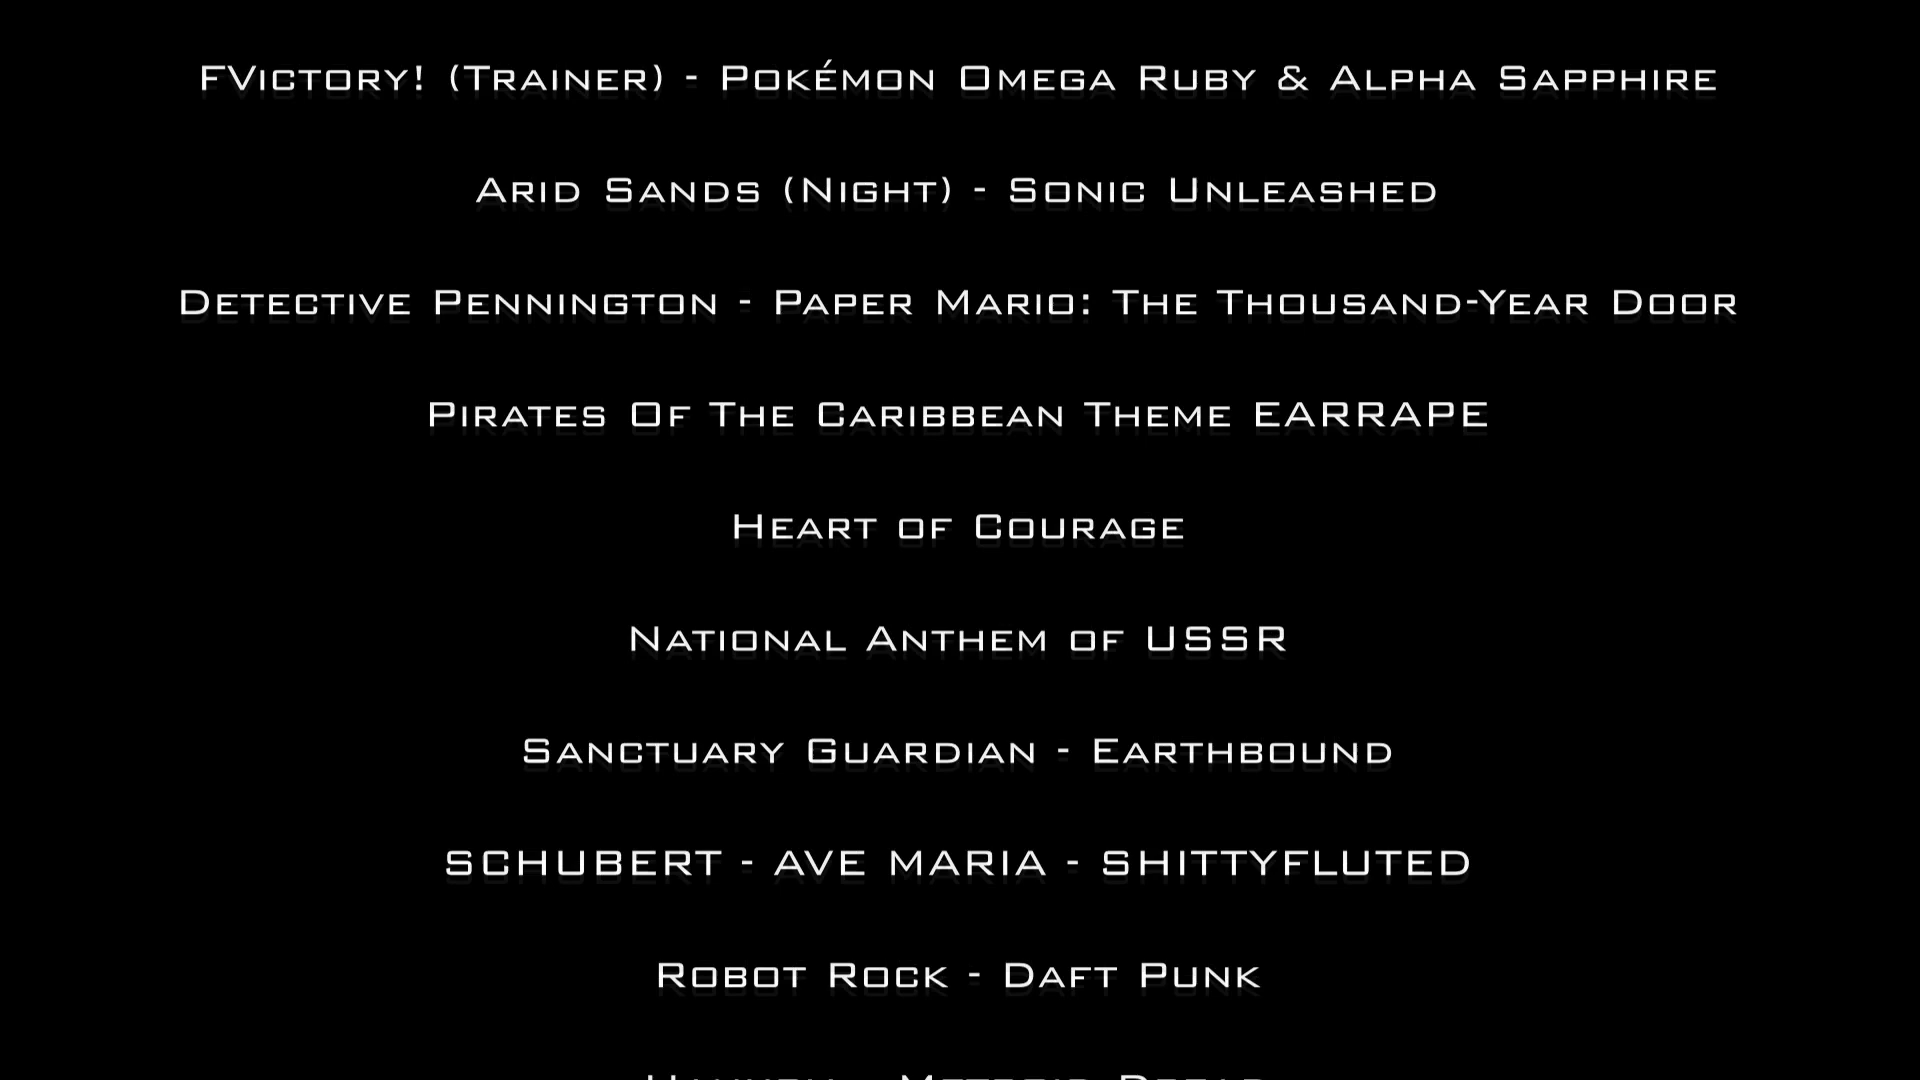 FVictory! (Trainer) - Pokémon Omega Ruby & Alpha Sapphire
Arid Sands (Night) - Sonic Unleashed
Detective Pennington - Paper Mario: The Thousand-Year Door
Pirates Of The Caribbean Theme EARRAPE
Heart of Courage
National Anthem of USSR
Sanctuary Guardian - Earthbound
SCHUBERT - AVE MARIA - SHITTYFLUTED
Robot Rock - Daft Punk
- Metroid Dread